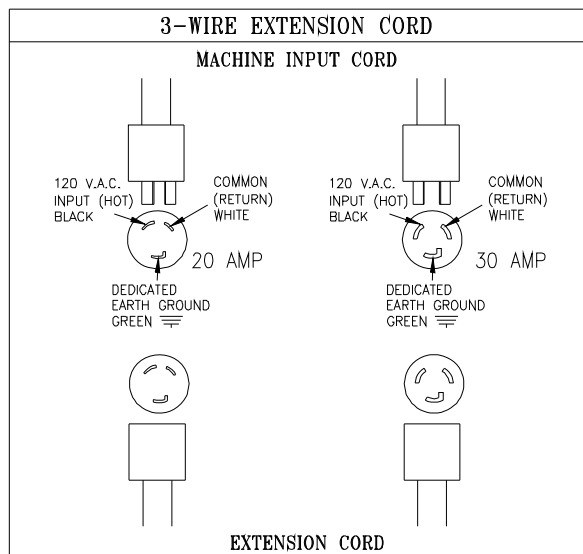 3-WIRE EXTENSION CORD
MACHINE INPUT CORD
120 V.A.C.
INPUT (HOT)
BLACK
COMMON
(RETURN)
WHITE
20 AMP
DEDICATED
EARTH GROUND
GREEN
120 V.A.C.
INPUT (HOT)
BLACK
COMMON
(RETURN)
WHITE
30 AMP
DEDICATED
EARTH GROUND
GREEN
EXTENSION CORD